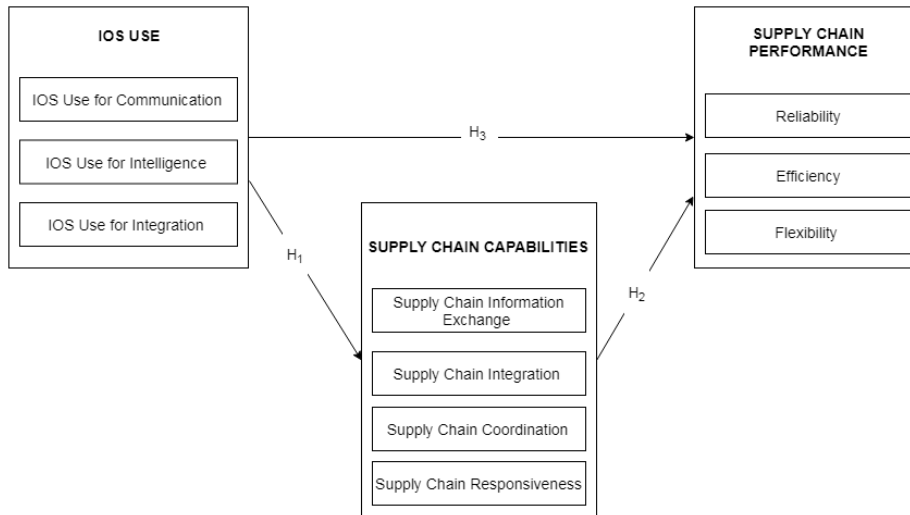 IOS USE
IOS Use for Communication
IOS Use for Intelligence
IOS Use for Integration
H3
H1
H2
SUPPLY CHAIN CAPABILITIES
Supply Chain Information
Exchange
Supply Chain Integration
Supply Chain Coordination
Supply Chain Responsiveness
SUPPLY CHAIN
PERFORMANCE
Reliability
Efficiency
Flexibility